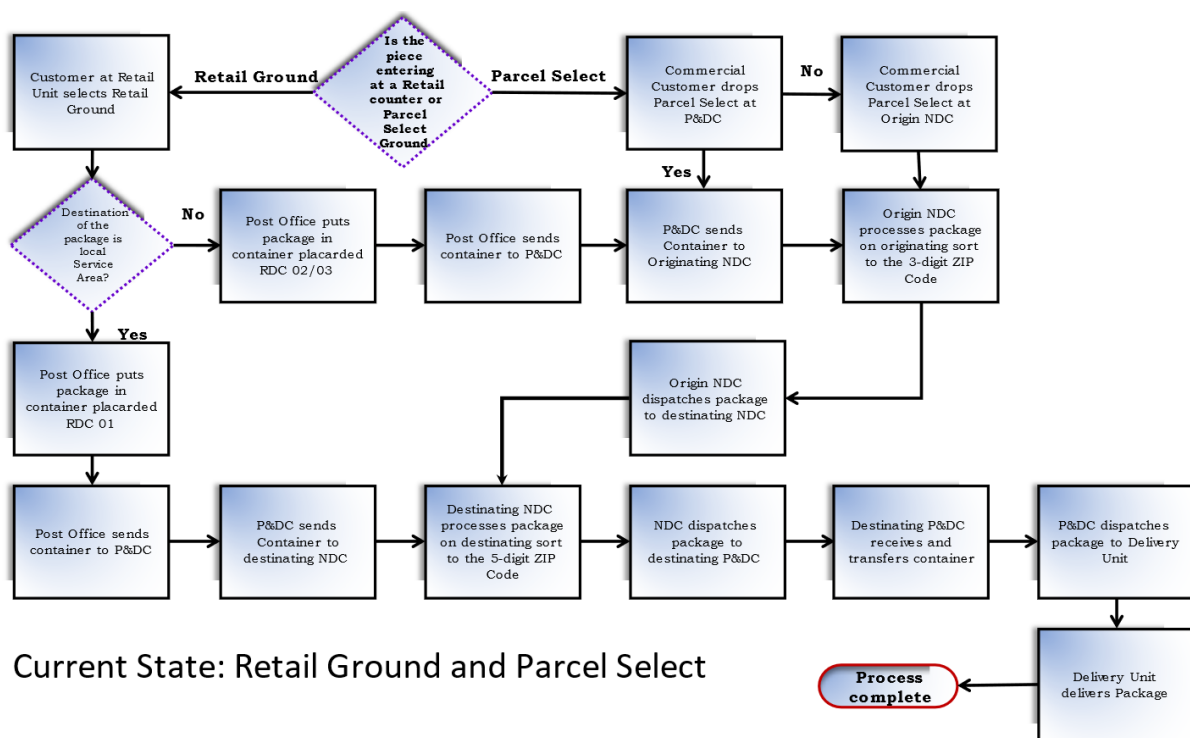 Is the
piece
entering
at a Retail
counter or
Parcel
Select
Ground
Customer at Retail
Unit selects Retail
Ground
Retail Ground
Parcel Select
Commercial
Customer drops
Parcel Select at
P&DC
No
Commercial
Customer drops
Parcel Select at
Origin NDC
Yes
Destination
of the
package is
local
Service
Area?
No
Post Office puts
package in
container placarded
RDC 02/03
Post Office sends
container to P&DC
P&DC sends
Container to
Originating NDC
Origin NDC
processes package
on originating sort
to the 3-digit ZIP
Code
Yes
Post Office puts
package in
container placarded
RDC 01
Origin NDC
dispatches package
to destinating NDC
Post Office sends
container to P&DC
P&DC sends
Container to
destinating NDC
Destinating NDC
processes package
on destinating sort
to the 5-digit ZIP
Code
NDC dispatches
package to
destinating P&DC
Destinating P&DC
receives and
transfers container
P&DC dispatches
package to Delivery
Unit
Current State: Retail Ground and Parcel Select
Process
complete
Delivery Unit
delivers Package